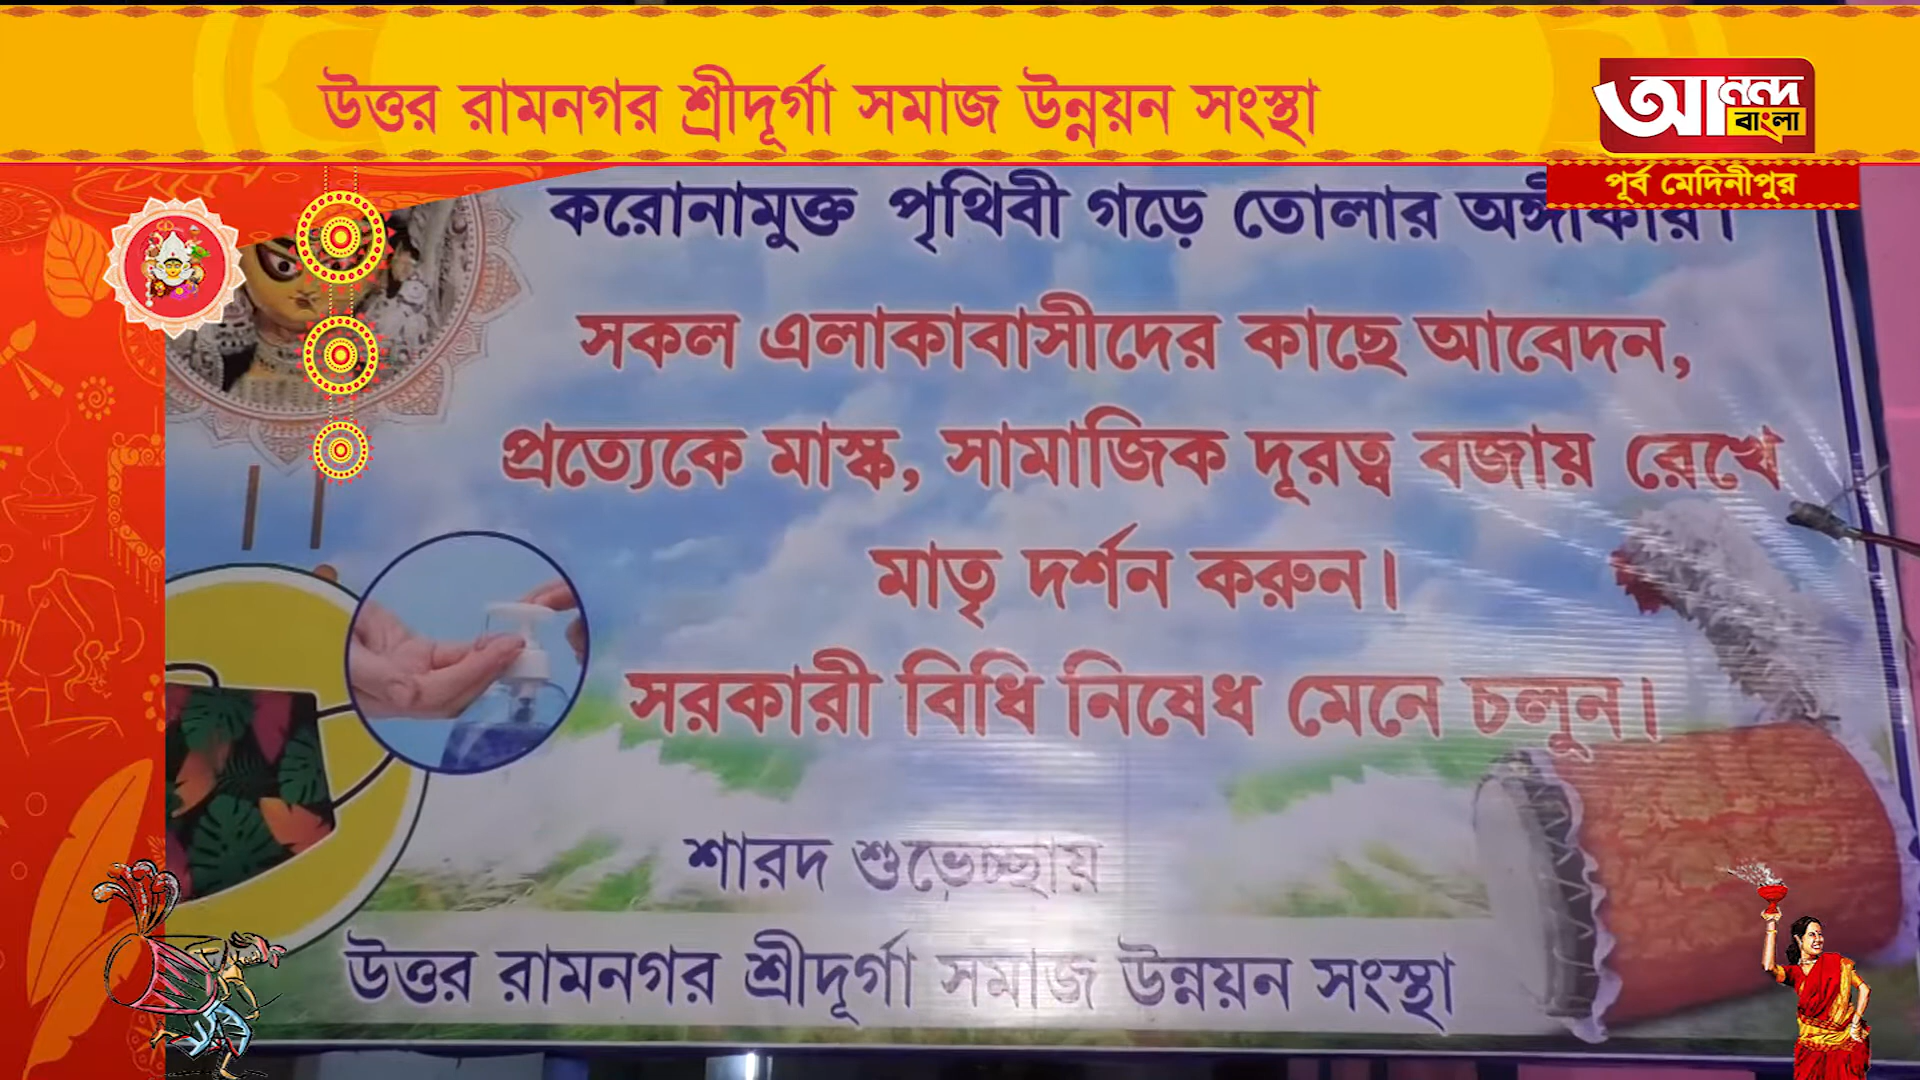 উত্তর রামনগর শ্রীদূর্গা সমাজ উন্নয়ন সংস্থা
আনন্দ
বাংলা
পূর্ব মেদিনীপুর
করোনামুক্ত পৃথিবী গড়ে তোলার অঙ্গীকার।
সকল এলাকাবাসীদের কাছে আবেদন,
প্রত্যেকে মাস্ক, সামাজিক দূরত্ব বজায় রেখে
মাতৃ দর্শন করুন।
সরকারী বিধি নিষেধ মেনে চলুন।
শারদ শুভেচ্ছায়
উত্তর রামনগর শ্রীদূর্গা সমাজ উন্নয়ন সংস্থা